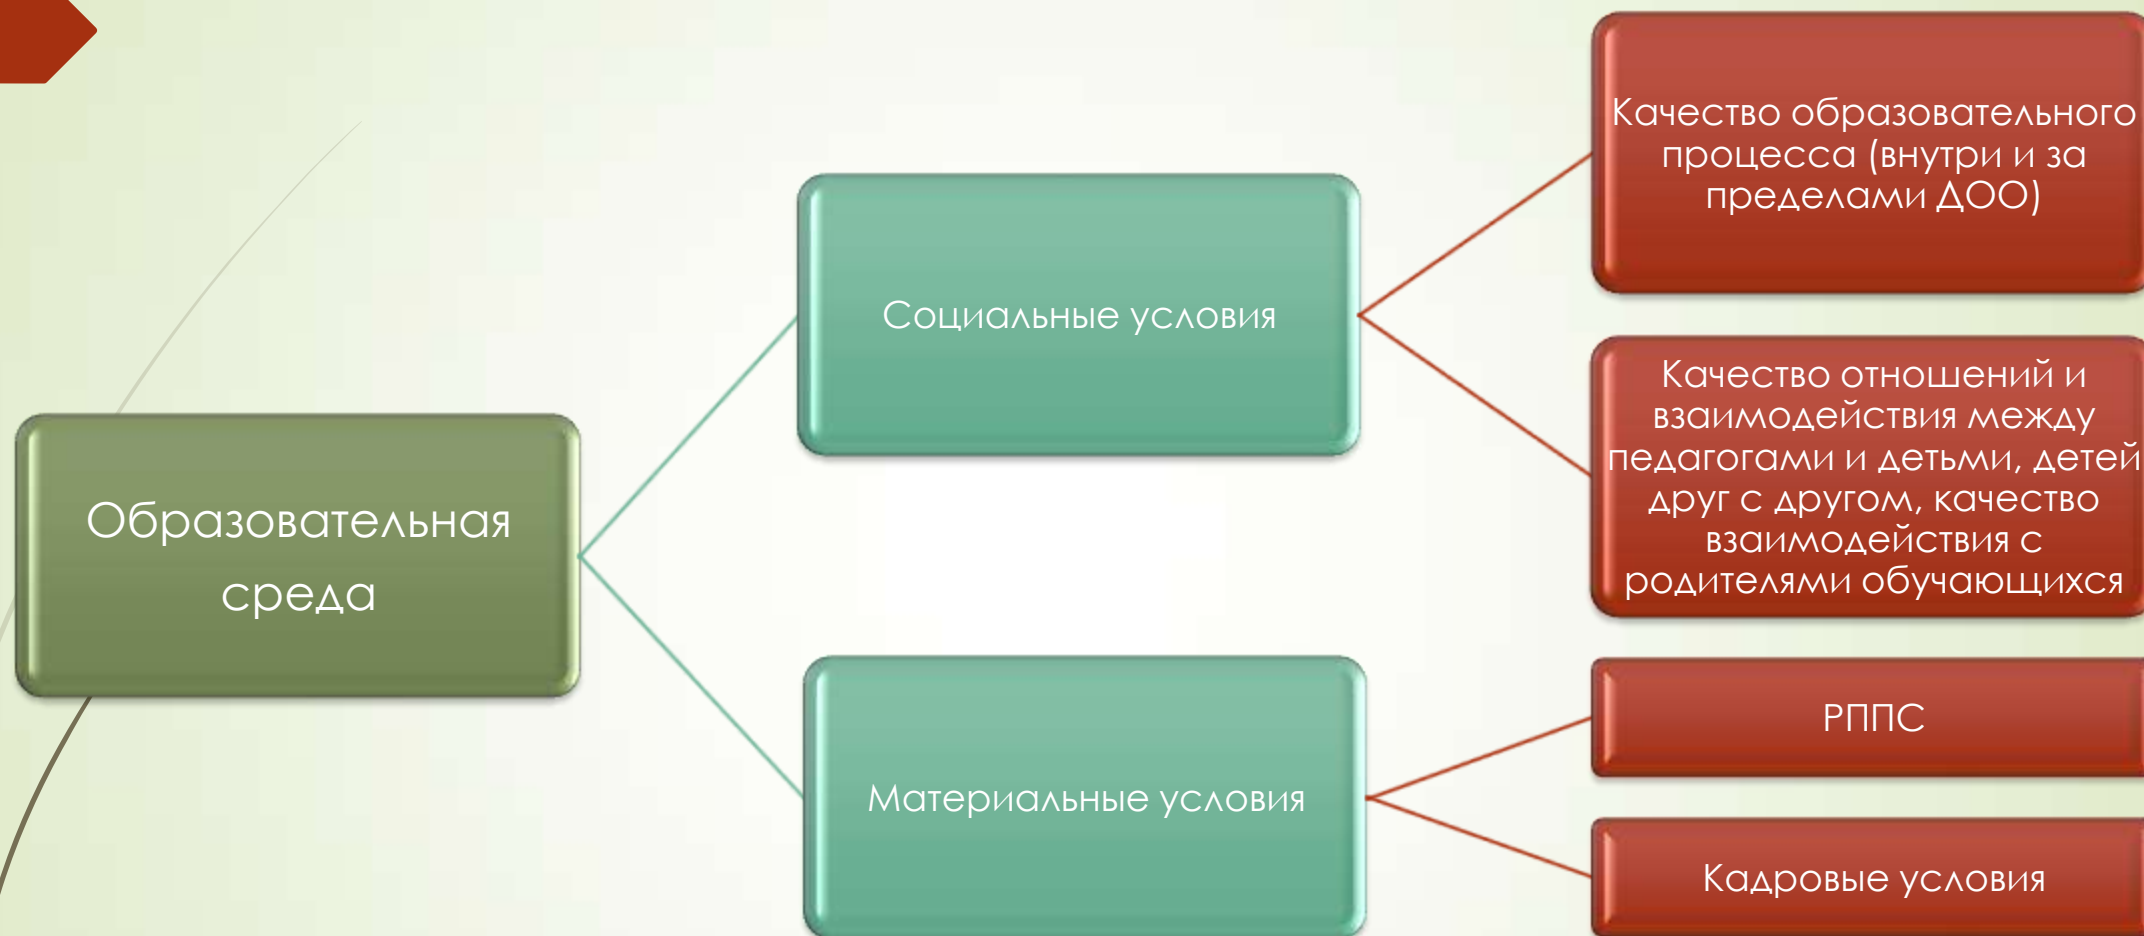 Образовательная
среда
Социальные условия
Качество образовательного
процесса (внутри и за
пределами ДОО)
Качество отношений и
взаимодействия между
педагогами и детьми, детей
друг с другом, качество
взаимодействия с
родителями обучающихся
Материальные условия
РППС
Кадровые условия